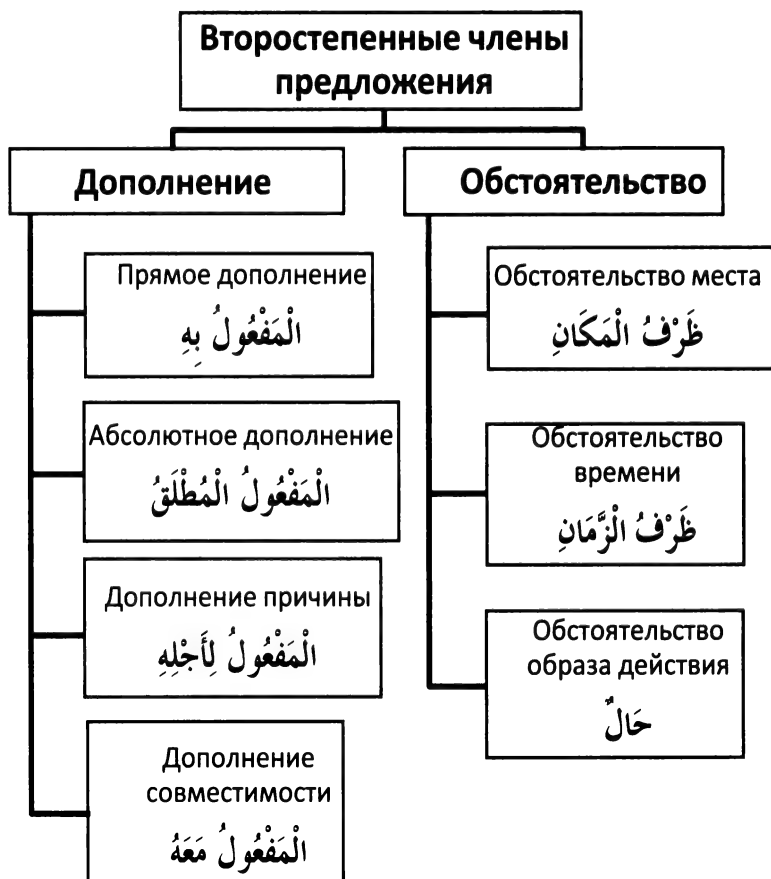 Второстепенные члены
предложения
Дополнение
Прямое дополнение
الْمَفْعُولُ بِهِ
Абсолютное дополнение
الْمَفْعُولُ الْمُطْلَقُ
Дополнение причины
الْمَفْعُولُ لِأَجْلِهِ
Дополнение
совместимости
الْمَفْعُولُ مَعَهُ
Обстоятельство
Обстоятельство места
ظَرْفُ الْمَكَانِ
Обстоятельство
времени
ظَرْفُ الْزَّمَانِ
Обстоятельство
образа действия
حَالٌ